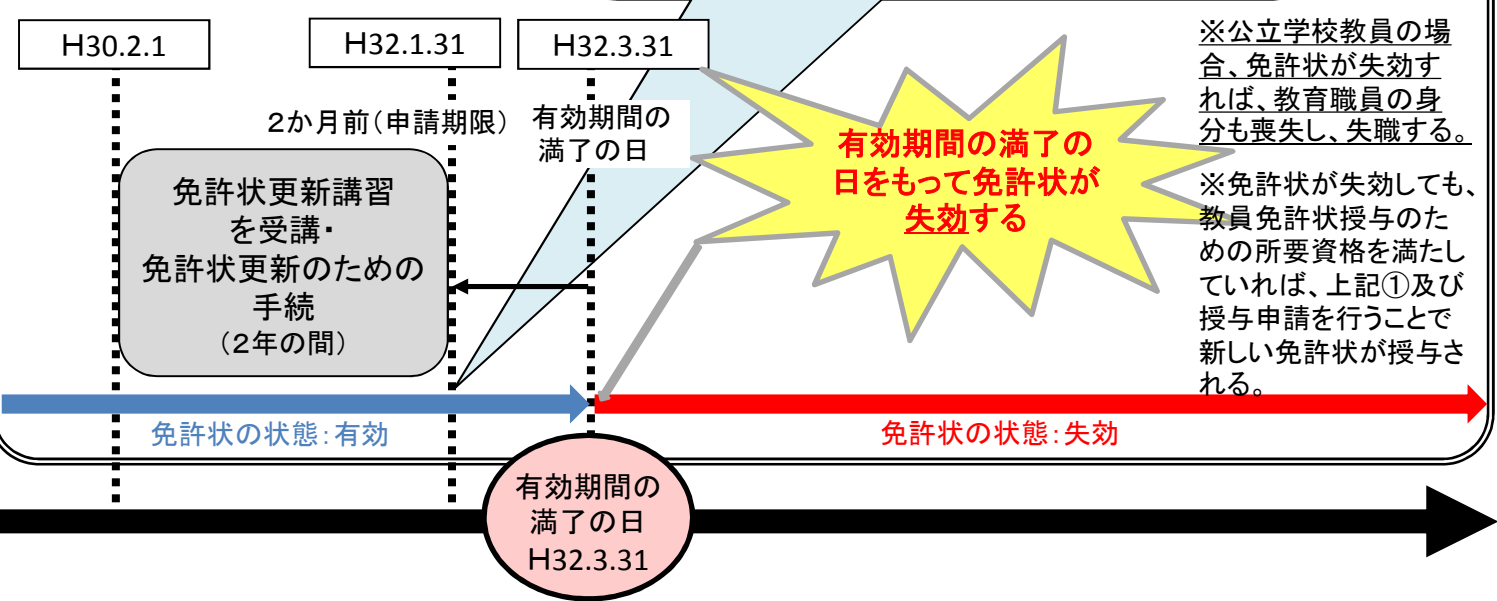 H30.2.1
H32.1.31
H32.3.31
2か月前(申請期限)
有効期間の
満了の日
免許状更新講習
を受講・
免許状更新のための
手続
(2年の間)
有効期間の満了の
日をもって免許状が
失効する
※公立学校教員の場
合、免許状が失効す
れば、教育職員の身
分も喪失し、失職する。
※免許状が失効しても、
教員免許状授与のた
めの所要資格を満たし
ていれば、上記①及び
授与申請を行うことで
新しい免許状が授与さ
れる。
免許状の状態:有効
免許状の状態:失効
有効期間の
満了の日
H32.3.31